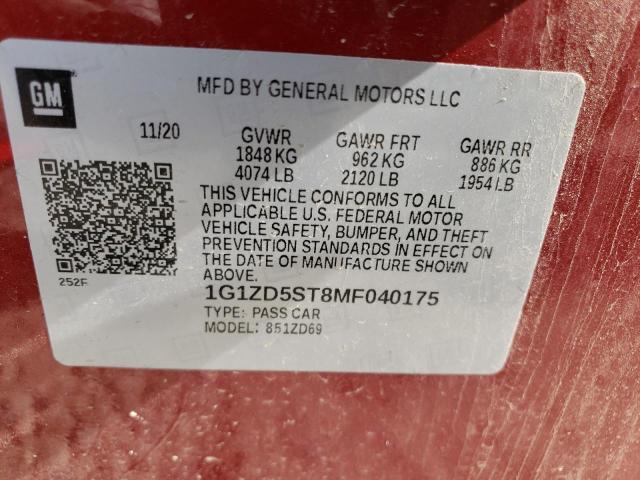 GM
MFD BY GENERAL MOTORS LLC
11/20 GVWR GAWR FRT GAWR RR
1848 KG 962 KG 886 KG
4074 LB 2120 LB 1954 LB
THIS VEHICLE CONFORMS TO ALL
APPLICABLE U.S. FEDERAL MOTOR
VEHICLE SAFETY, BUMPER, AND THEFT
PREVENTION STANDARDS IN EFFECT ON
THE DATE OF MANUFACTURE SHOWN
ABOVE.
252F
1G1ZD5ST8MF040175
TYPE: PASS CAR
MODEL: 851ZD69